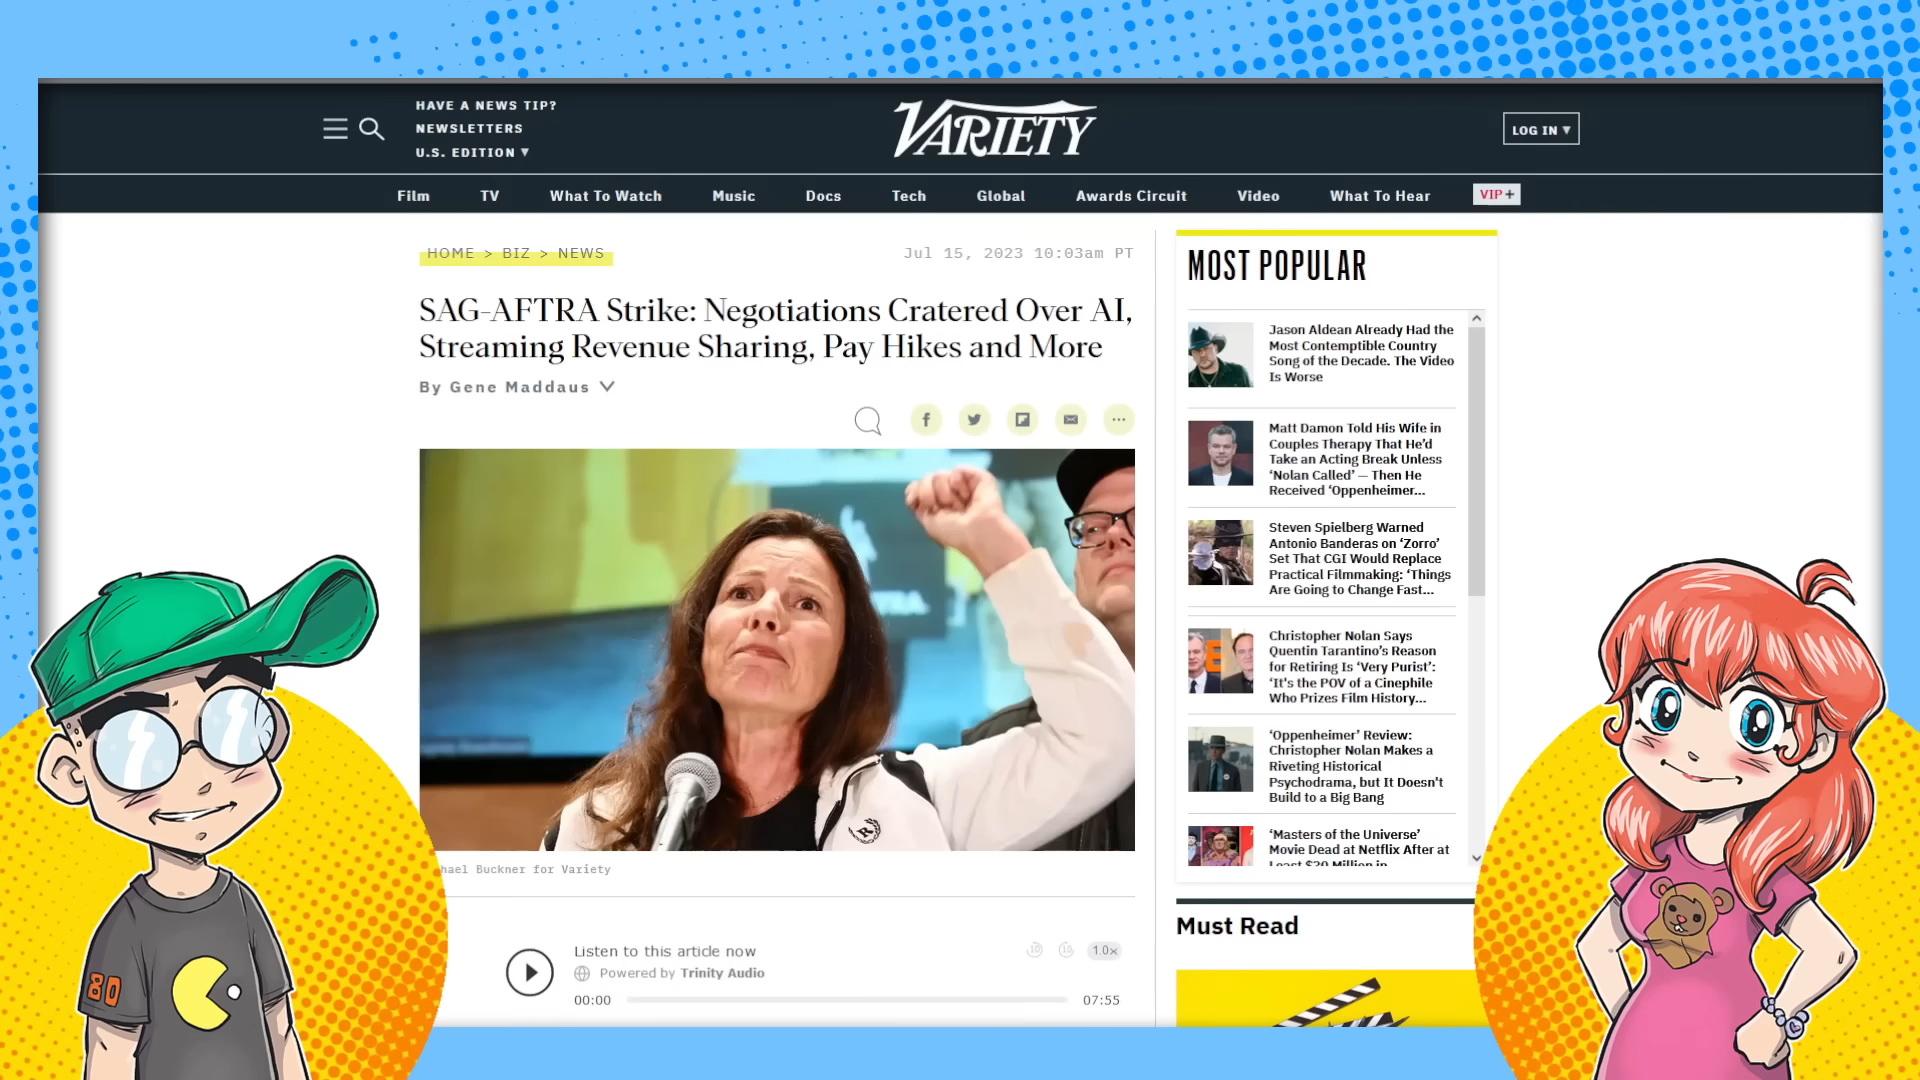 HAVE A NEWS TIP?
NEWSLETTERS
U.S. EDITION ▼
VARIETY
LOG IN ▼
Film TV What To Watch Music Docs Tech Global Awards Circuit Video What To Hear VIP+
HOME > BIZ > NEWS
Jul 15, 2023 10:03am PT
SAG-AFTRA Strike: Negotiations Cratered Over AI,
Streaming Revenue Sharing, Pay Hikes and More
By Gene Maddaus
hael Buckner for Variety
Listen to this article now
10 10 1.0x
Powered by Trinity Audio
00:00 07:55
MOST POPULAR
Jason Aldean Already Had the
Most Contemptible Country
Song of the Decade. The Video
Is Worse
Matt Damon Told His Wife in
Couples Therapy That He'd
Take an Acting Break Unless
‘Nolan Called’ — Then He
Received ‘Oppenheimer...
Steven Spielberg Warned
Antonio Banderas on ‘Zorro’
Set That CGI Would Replace
Practical Filmmaking: ‘Things
Are Going to Change Fast...
Christopher Nolan Says
Quentin Tarantino’s Reason
for Retiring Is ‘Very Purist’:
‘It's the POV of a Cinephile
Who Prizes Film History...
‘Oppenheimer’ Review:
Christopher Nolan Makes a
Riveting Historical
Psychodrama, but It Doesn't
Build to a Big Bang
‘Masters of the Universe’
Movie Dead at Netflix After at
Least $30 Million in
Must Read
80
R